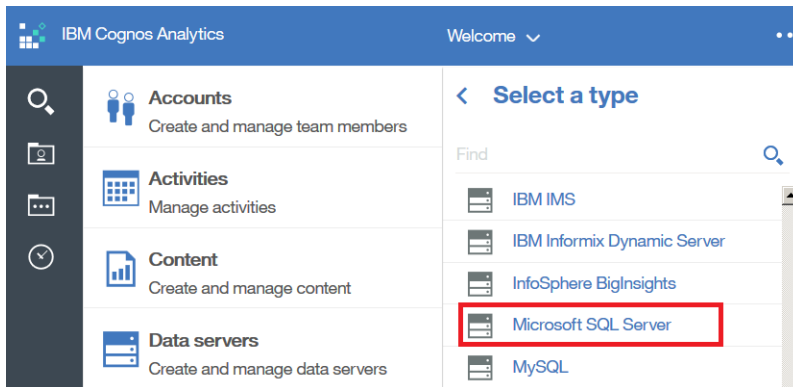 IBM Cognos Analytics
Welcome
Accounts
Create and manage team members
Activities
Manage activities
Content
Create and manage content
Data servers
Create and manage data servers
Select a type
Find
IBM IMS
IBM Informix Dynamic Server
InfoSphere BigInsights
Microsoft SQL Server
MySQL